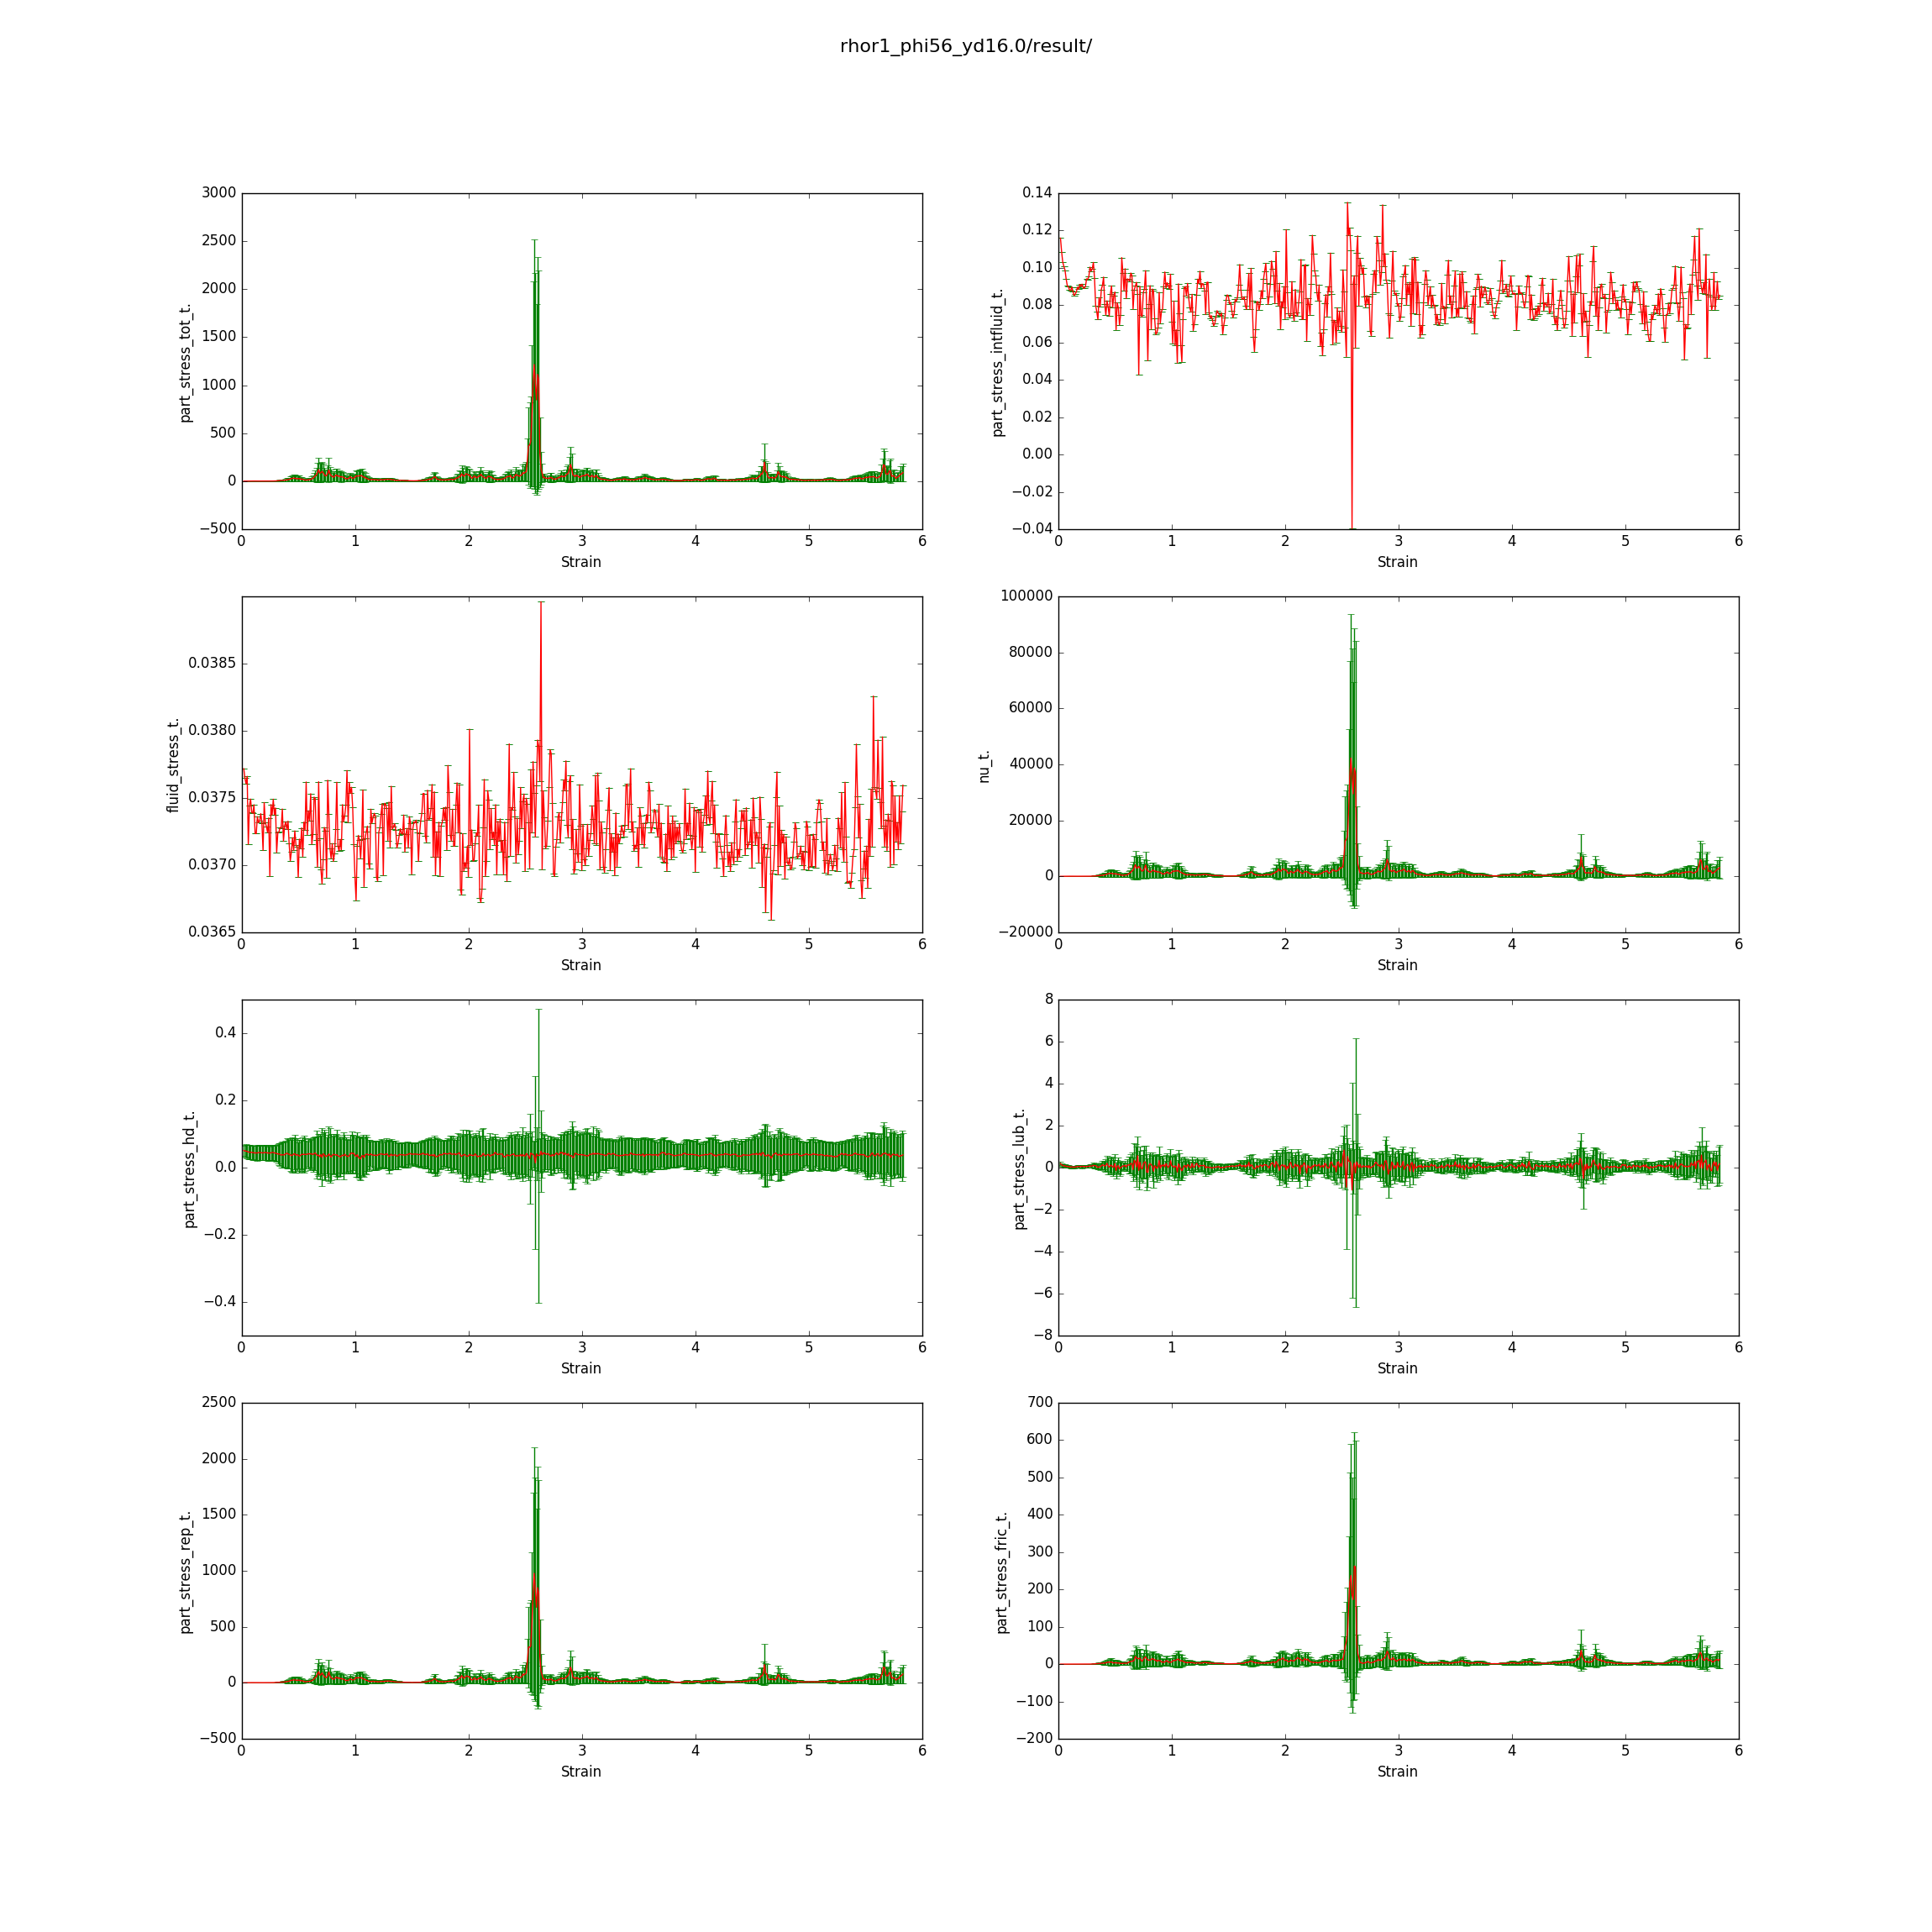 rhor1_phi56_yd16.0/result/
3000
2500
2000
1500
1000
500
0
−500
part_stress_tot_t.
0 1 2 3 4 5 6
Strain
0.14
0.12
0.10
0.08
0.06
0.04
0.02
0.00
−0.02
−0.04
part_stress_intfluid_t.
0 1 2 3 4 5 6
Strain
0.0385
0.0380
0.0375
0.0370
0.0365
fluid_stress_t.
0 1 2 3 4 5 6
Strain
100000
80000
60000
40000
20000
0
−20000
nu_t.
0 1 2 3 4 5 6
Strain
0.4
0.2
0.0
−0.2
−0.4
part_stress_hd_t.
0 1 2 3 4 5 6
Strain
8
6
4
2
0
−2
−4
−6
−8
part_stress_lub_t.
0 1 2 3 4 5 6
Strain
2500
2000
1500
1000
500
0
−500
part_stress_rep_t.
0 1 2 3 4 5 6
Strain
700
600
500
400
300
200
100
0
−100
−200
part_stress_fric_t.
0 1 2 3 4 5 6
Strain